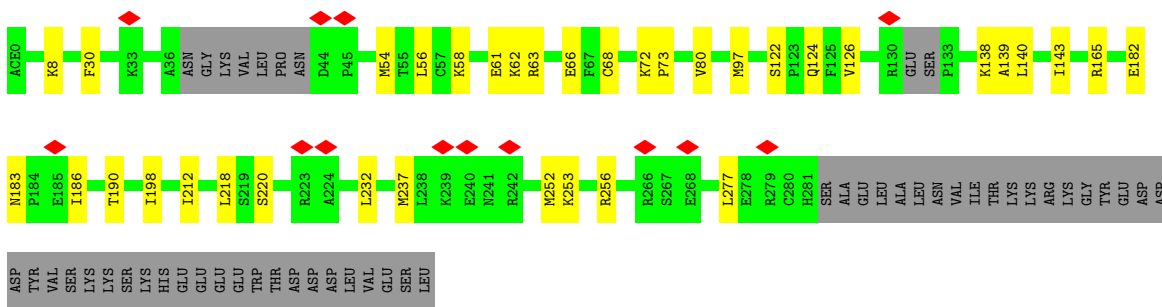 ACE0 K8 F30 K33 A36 ASN GLY LYS VAL LEU PRO ASN D44 P45 M54 T55 L56 C57 K58 E61 K62 R63 E66 F67 C68 K72 P73 V80 M97 S122 P123 Q124 F125 V126 R130 GLU SER P133 K138 A139 L140 I143 R165 E182
N183 P184 E185 I186 T190 I198 I212 L218 S219 S220 R223 A224 L232 M237 L238 K239 E240 N241 R242 M252 K253 R256 R266 S267 E268 L277 E278 R279 C280 H281 SER ALA GLU LEU ALA LEU ASN VAL ILE THR LYS LYS ARG LYS GLY TYR GLU ASP ASP
ASP TYR VAL SER LYS LYS SER LYS HIS GLU GLU GLU GLU TRP THR ASP ASP ASP LEU VAL GLU SER LEU